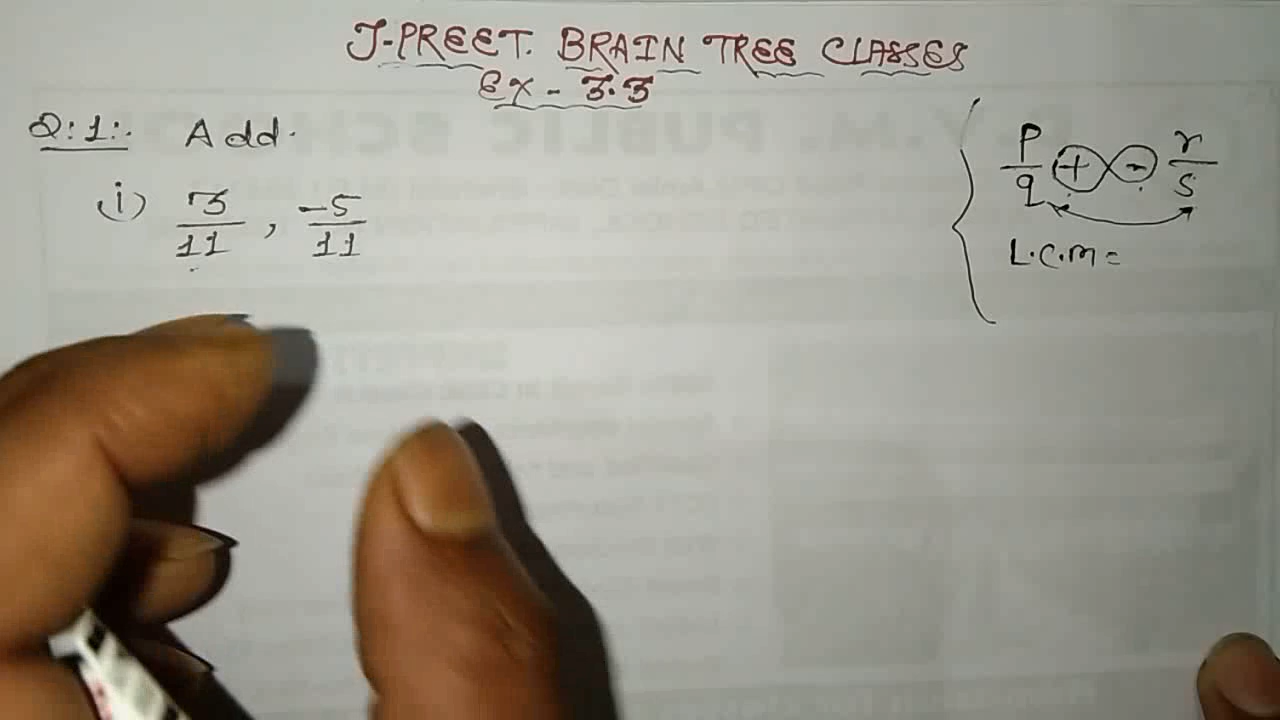 J-PREET. BRAIN TREE CLASSES
EX - 3.3
Q:1:. Add.
(i) 3/11 , -5/11
p/q + - r/s
L.C.M =